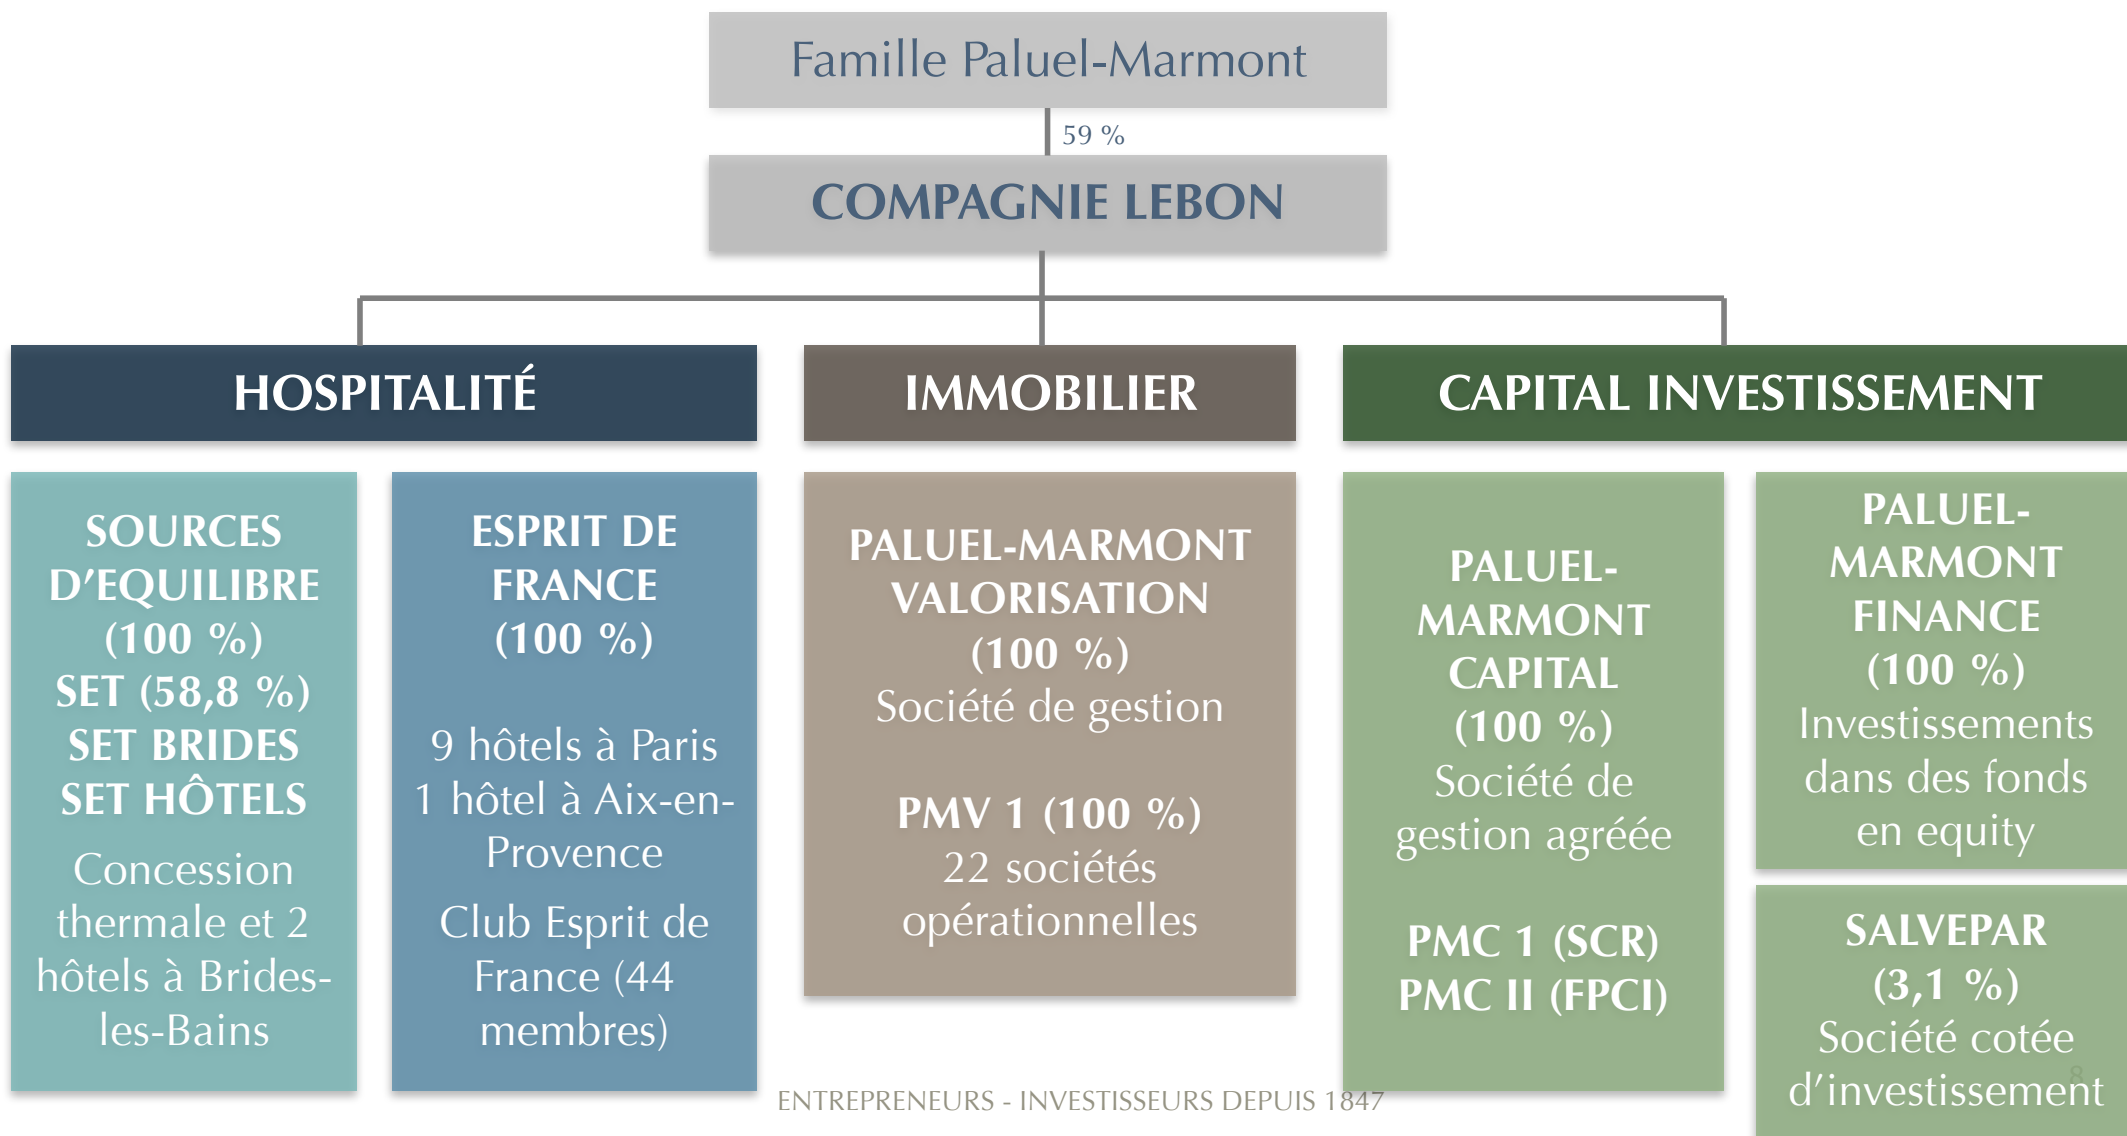 Famille Paluel-Marmont
59 %
COMPAGNIE LEBON
HOSPITALITÉ
SOURCES
D’EQUILIBRE
(100 %)
SET (58,8 %)
SET BRIDES
SET HÔTELS
Concession
thermale et 2
hôtels à Brides-
les-Bains
ESPRIT DE
FRANCE
(100 %)
9 hôtels à Paris
1 hôtel à Aix-en-
Provence
Club Esprit de
France (44
membres)
IMMOBILIER
PALUEL-MARMONT
VALORISATION
(100 %)
Société de gestion
PMV 1 (100 %)
22 sociétés
opérationnelles
CAPITAL INVESTISSEMENT
PALUEL-
MARMONT
CAPITAL
(100 %)
Société de
gestion agréée
PMC 1 (SCR)
PMC II (FPCI)
PALUEL-
MARMONT
FINANCE
(100 %)
Investissements
dans des fonds
en equity
SALVEPAR
(3,1 %)
Société cotée
d’investissement
ENTREPRENEURS - INVESTISSEURS DEPUIS 1847
8